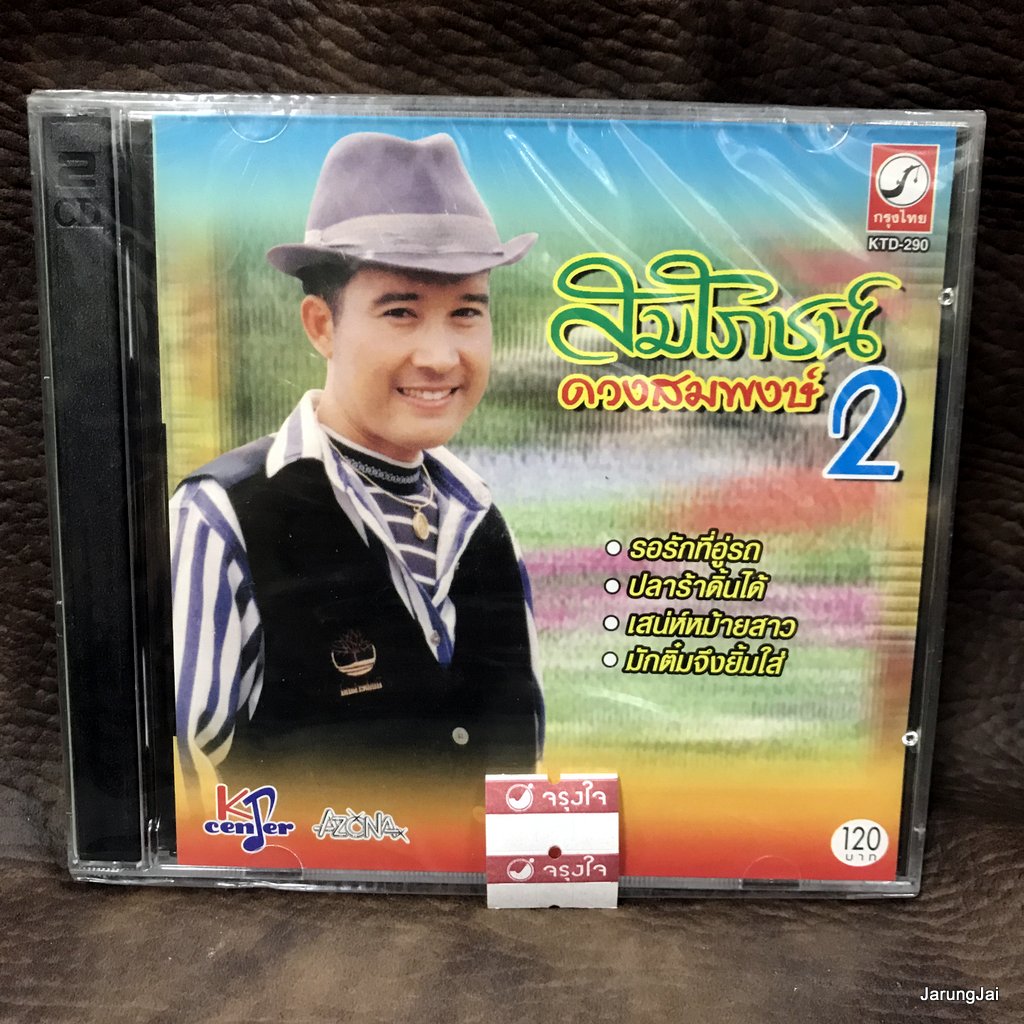 2
CD
กรุงไทย
KTD-290
สมโภชน์
ดวงสมพงษ์
2
รอรักที่อู่รถ
ปลาร้าดิ้นได้
เสน่ห์หม้ายสาว
มักติ๋มจึงยิ้มใส่
KT
center
AZONA
จรุงใจ
จรุงใจ
120
บาท
JarungJai